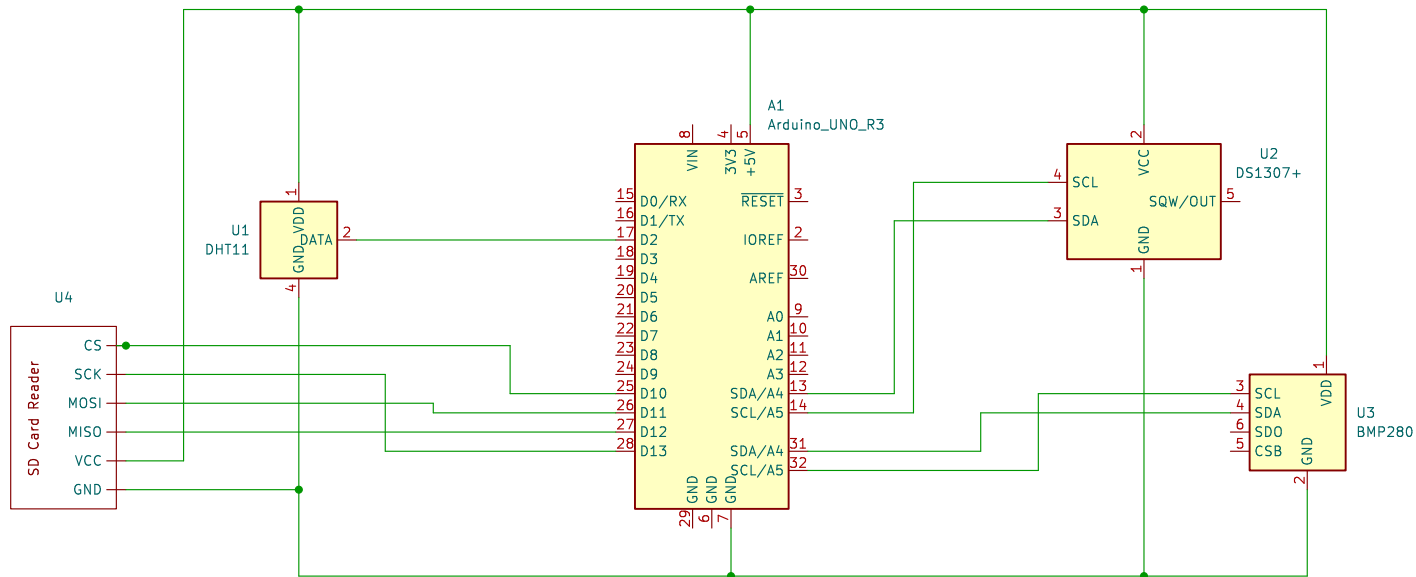 A1
Arduino_UNO_R3
8
VIN
4
3V3
5
+5V
15
D0/RX
16
D1/TX
17
D2
18
D3
19
D4
20
D5
21
D6
22
D7
23
D8
24
D9
25
D10
26
D11
27
D12
28
D13
RESET
3
IOREF
2
AREF
30
A0
9
A1
10
A2
11
A3
12
SDA/A4
13
SCL/A5
14
SDA/A4
31
SCL/A5
32
GND
29
GND
6
GND
7
U1
DHT11
1
VDD
DATA
2
GND
4
U4
SD Card Reader
CS
SCK
MOSI
MISO
VCC
GND
U2
DS1307+
2
VCC
4
SCL
3
SDA
SQW/OUT
5
GND
1
U3
BMP280
1
VDD
3
SCL
4
SDA
6
SDO
5
CSB
GND
2